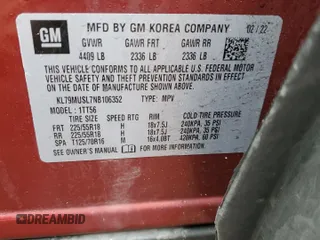 GM
MFD BY GM KOREA COMPANY 02/22
GVWR GAWR FRT GAWR RR
4409 LB 2336 LB 2336 LB
THIS VEHICLE CONFORMS TO ALL APPLICABLE U.S. FEDERAL MOTOR
VEHICLE SAFETY AND THEFT PREVENTION STANDARDS IN EFFECT
ON THE DATE OF MANUFACTURE SHOWN ABOVE.
KL79MUSL7NB106352 TYPE: MPV
MODEL: 1TT56
TIRE SIZE SPEED RTG RIM COLD TIRE PRESSURE
FRT 225/55R18 H 18x7.5J 240KPA, 35 PSI
RR 225/55R18 H 18x7.5J 240KPA, 35 PSI
SPA T125/70R16 M 16x4.0BT 420KPA, 60 PSI
SEE OWNER'S MANUAL
EAC
AUTOBIDMASTER